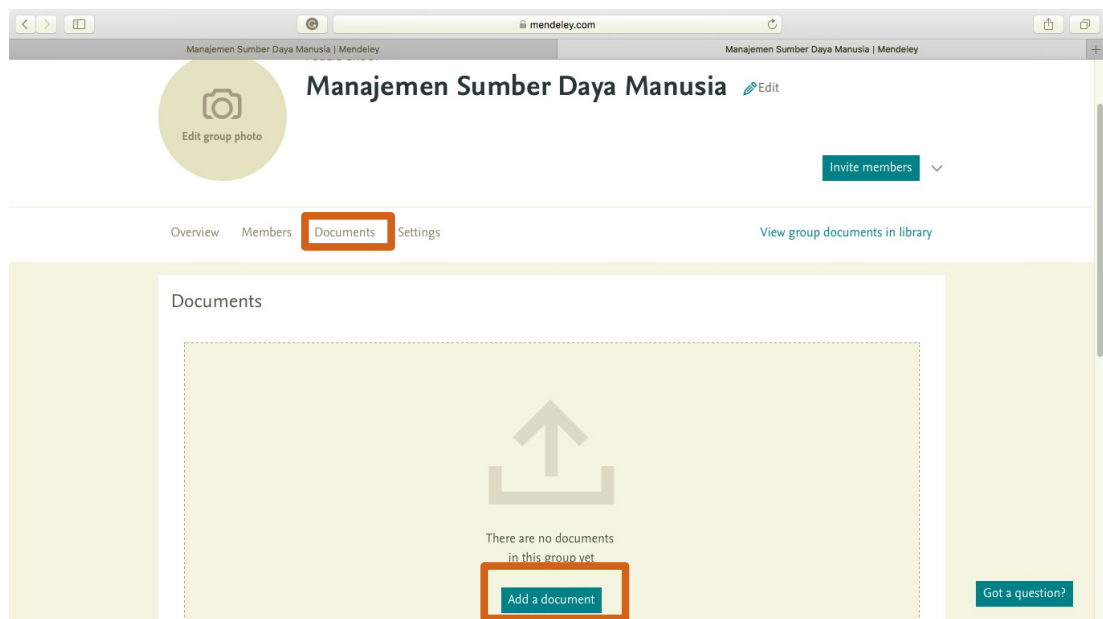 mendeley.com
Manajemen Sumber Daya Manusia | Mendeley
Manajemen Sumber Daya Manusia | Mendeley
Manajemen Sumber Daya Manusia
Edit
Edit group photo
Invite members
Overview
Members
Documents
Settings
View group documents in library
Documents
There are no documents
in this group yet
Add a document
Got a question?